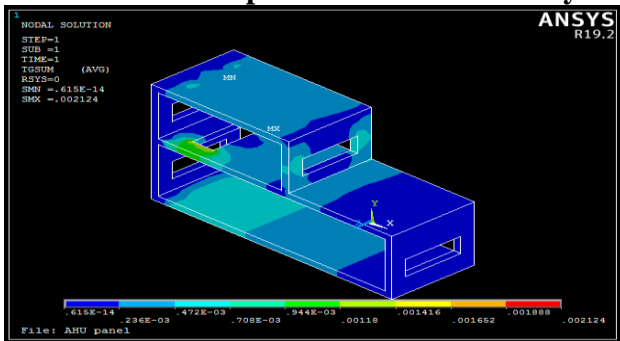 1
NODAL SOLUTION
STEP=1
SUB =1
TIME=1
TGSUM (AVG)
RSYS=0
SMN =.615E-14
SMX =.002124
ANSYS
R19.2
MN
MX
Y
Z X
.615E-14 .472E-03 .944E-03 .001416 .001888
.236E-03 .708E-03 .00118 .001652 .002124
File: AHU panel